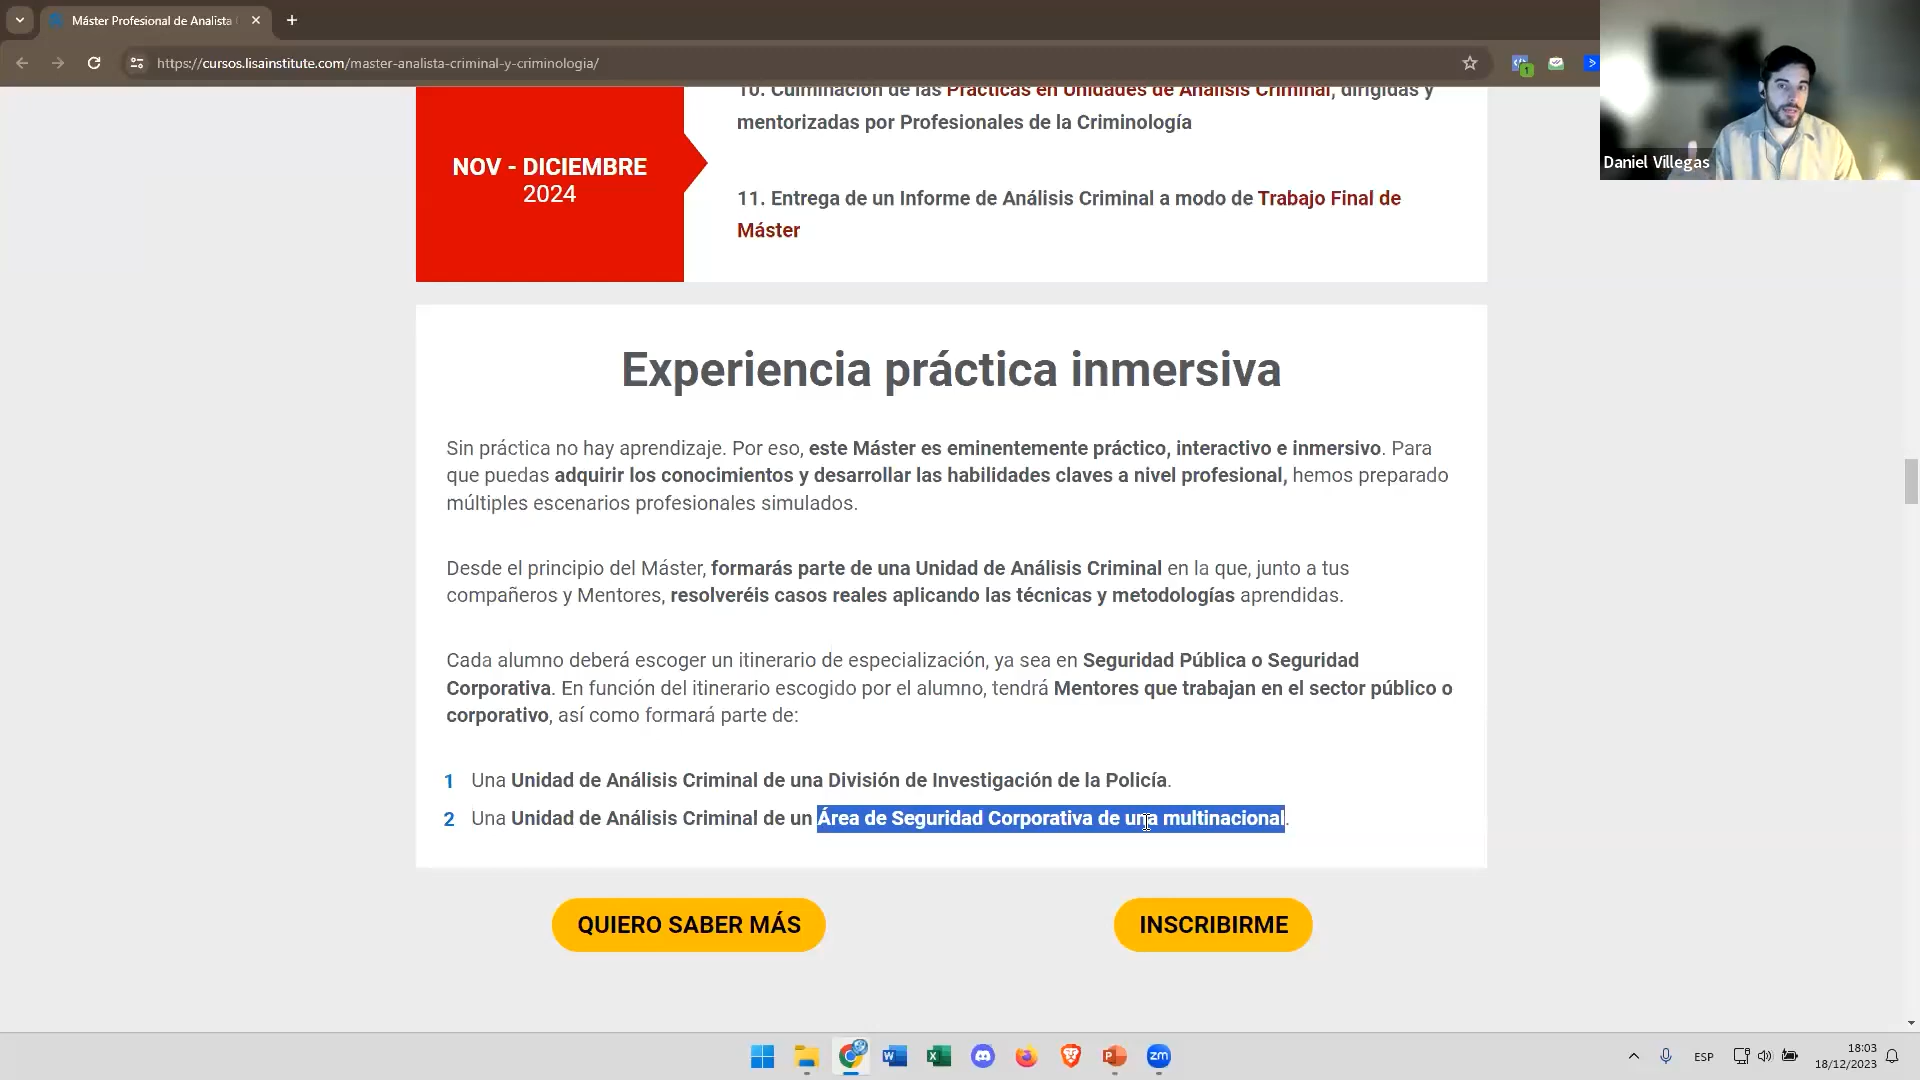 Máster Profesional de Analista
https://cursos.lisainstitute.com/master-analista-criminal-y-criminologia/
Daniel Villegas
10. Culminación de las Prácticas en Unidades de Análisis Criminal, dirigidas y
mentorizadas por Profesionales de la Criminología
NOV - DICIEMBRE
2024
11. Entrega de un Informe de Análisis Criminal a modo de Trabajo Final de
Máster
Experiencia práctica inmersiva
Sin práctica no hay aprendizaje. Por eso, este Máster es eminentemente práctico, interactivo e inmersivo. Para
que puedas adquirir los conocimientos y desarrollar las habilidades claves a nivel profesional, hemos preparado
múltiples escenarios profesionales simulados.
Desde el principio del Máster, formarás parte de una Unidad de Análisis Criminal en la que, junto a tus
compañeros y Mentores, resolveréis casos reales aplicando las técnicas y metodologías aprendidas.
Cada alumno deberá escoger un itinerario de especialización, ya sea en Seguridad Pública o Seguridad
Corporativa. En función del itinerario escogido por el alumno, tendrá Mentores que trabajan en el sector público o
corporativo, así como formará parte de:
1 Una Unidad de Análisis Criminal de una División de Investigación de la Policía.
2 Una Unidad de Análisis Criminal de un Área de Seguridad Corporativa de una multinacional.
QUIERO SABER MÁS
INSCRIBIRME
ESP
18:03
18/12/2023